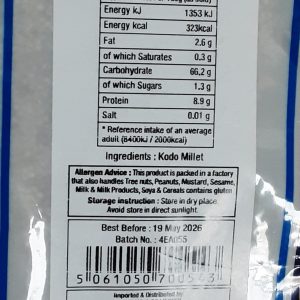 Energy kJ 1353 kJ
Energy kcal 323kcal
Fat 2.6 g
of which Saturates 0.3 g
Carbohydrate 66.2 g
of which Sugars 1.3 g
Protein 8.9 g
Salt 0.01 g
* Reference intake of an average
adult (8400kJ / 2000kcal)
Ingredients : Kodo Millet
Allergen Advice : This product is packed in a factory
that also handles Tree nuts, Peanuts, Mustard, Sesame,
Milk & Milk Products, Soya & Cereals contains gluten
Storage instruction : Store in dry place.
Avoid store in direct sunlight.
Best Before : 19 May 2026
Batch No. : 4EA055
5 061050 700543
Imported & Distributed by